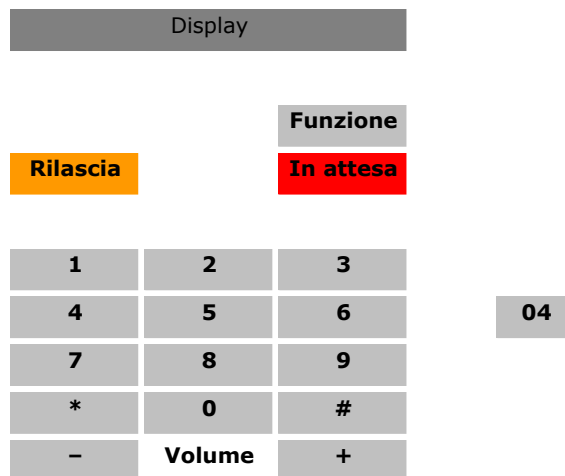 Display
Funzione
Rilascia In attesa
1 2 3
4 5 6 04
7 8 9
* 0 #
– Volume +